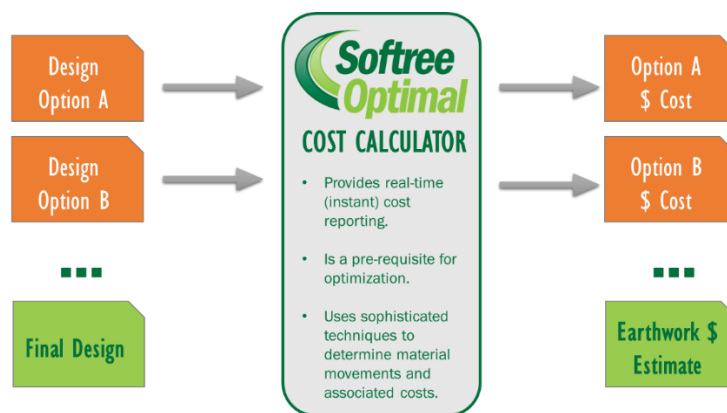 Design
Option A
Design
Option B
Final Design
Softree
Optimal
COST CALCULATOR
• Provides real-time
(instant) cost
reporting.
• Is a pre-requisite for
optimization.
• Uses sophisticated
techniques to
determine material
movements and
associated costs.
Option A
$ Cost
Option B
$ Cost
Earthwork $
Estimate